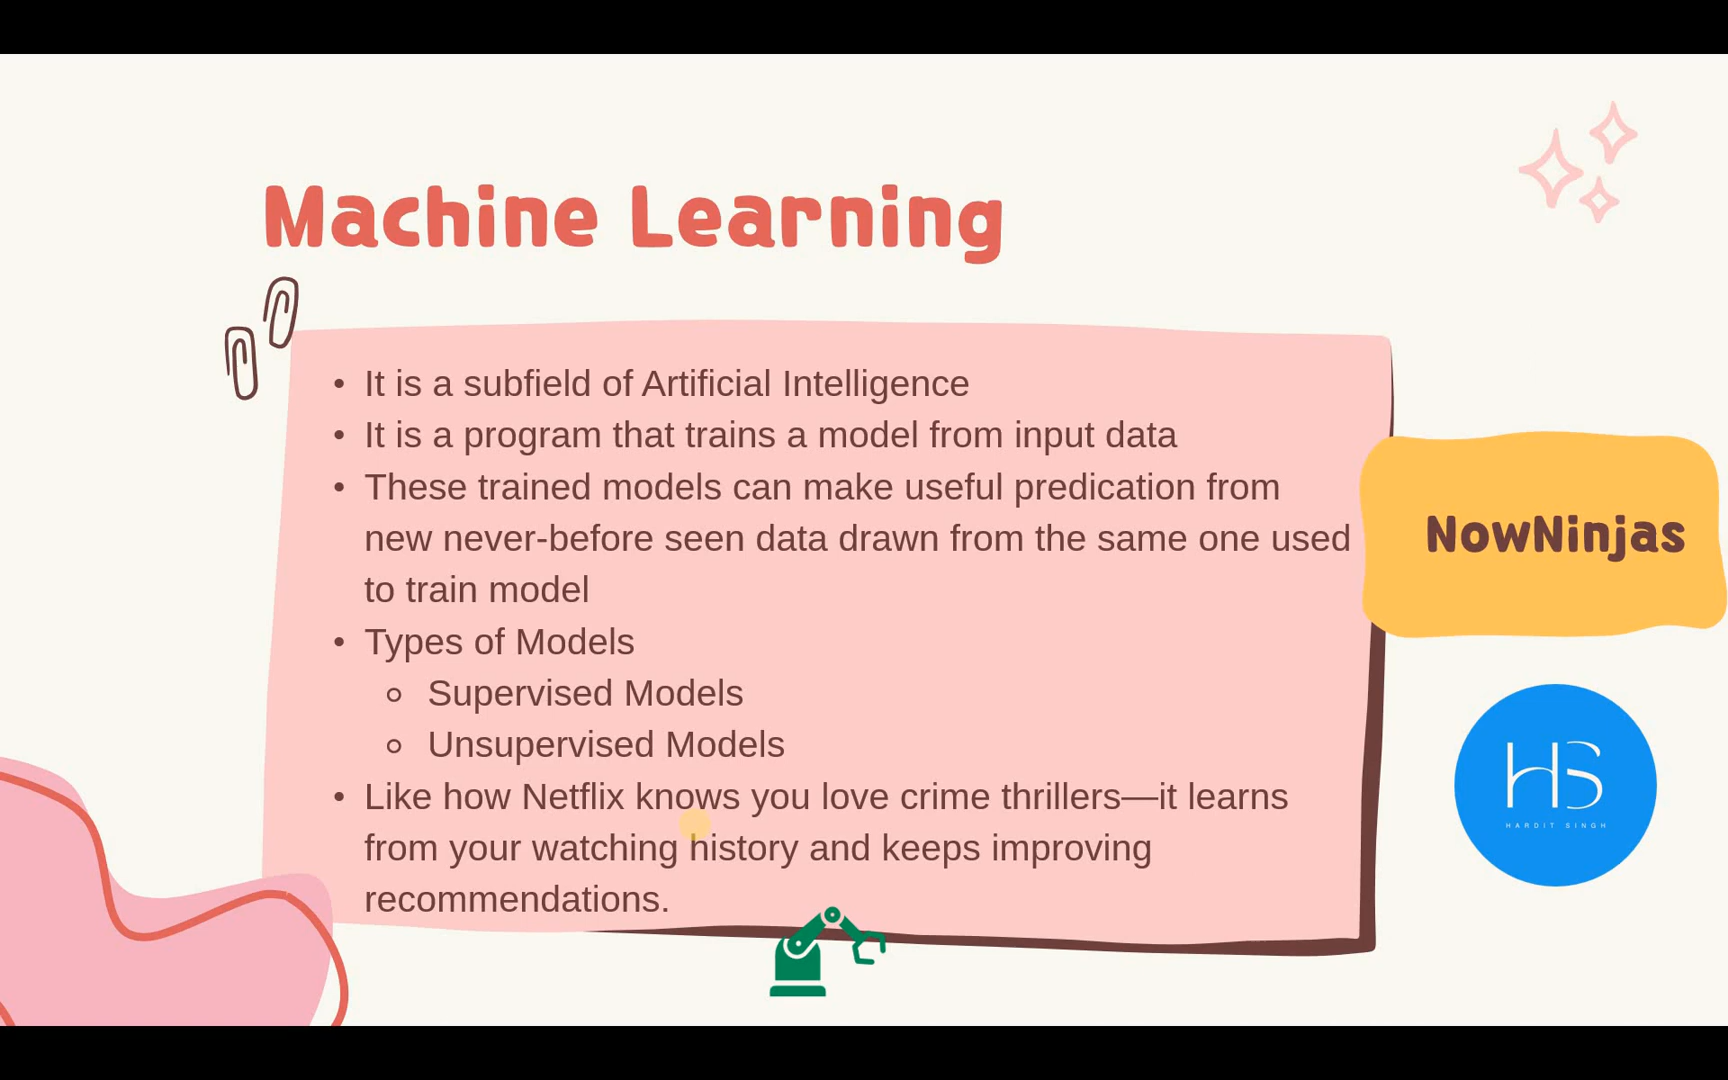 Machine Learning
• It is a subfield of Artificial Intelligence
• It is a program that trains a model from input data
• These trained models can make useful predication from
new never-before seen data drawn from the same one used
to train model
• Types of Models
○ Supervised Models
○ Unsupervised Models
• Like how Netflix knows you love crime thrillers—it learns
from your watching history and keeps improving
recommendations.
NowNinjas
HS
HARDIT SINGH